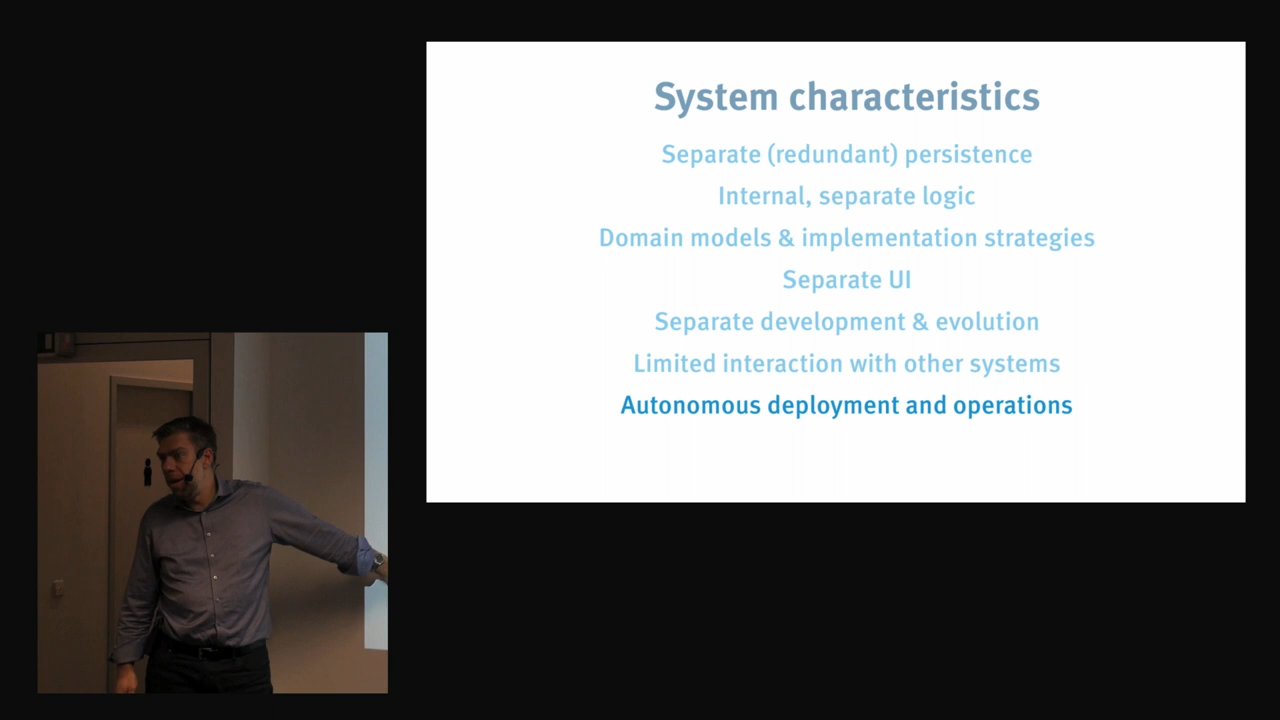 System characteristics
Separate (redundant) persistence
Internal, separate logic
Domain models & implementation strategies
Separate UI
Separate development & evolution
Limited interaction with other systems
Autonomous deployment and operations